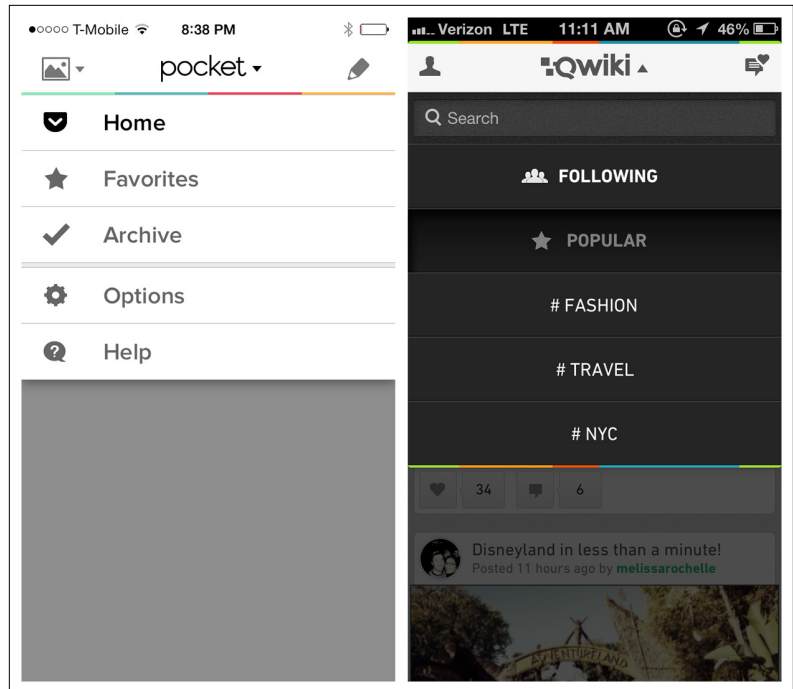 T-Mobile 8:38 PM
pocket
Home
Favorites
Archive
Options
Help
Verizon LTE 11:11 AM 46%
Qwiki
Search
FOLLOWING
POPULAR
# FASHION
# TRAVEL
# NYC
34 6
Disneyland in less than a minute!
Posted 11 hours ago by melissarochelle
ADVENTURELAND